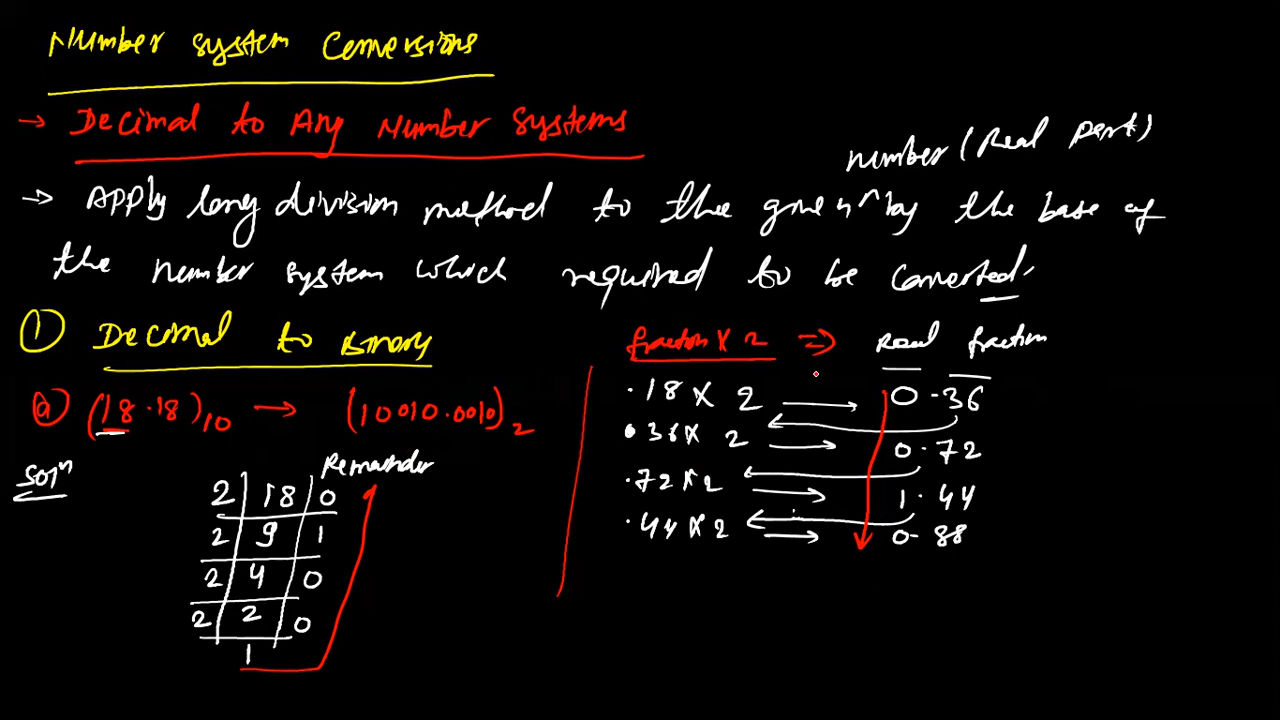 Number System Conversions
→ Decimal to Any Number Systems
number (Real part)
→ Apply long division method to the given ^ by the base of
the number system which required to be converted.
① Decimal to Binary
ⓐ (18.18)10 → (10010.0010)2
Solⁿ
Remainder
2 | 18 | 0
2 | 9 | 1
2 | 4 | 0
2 | 2 | 0
1
fraction x 2 ⇒ Real fraction
.18 x 2 → 0.36
.36 x 2 → 0.72
.72 x 2 → 1.44
.44 x 2 → 0.88